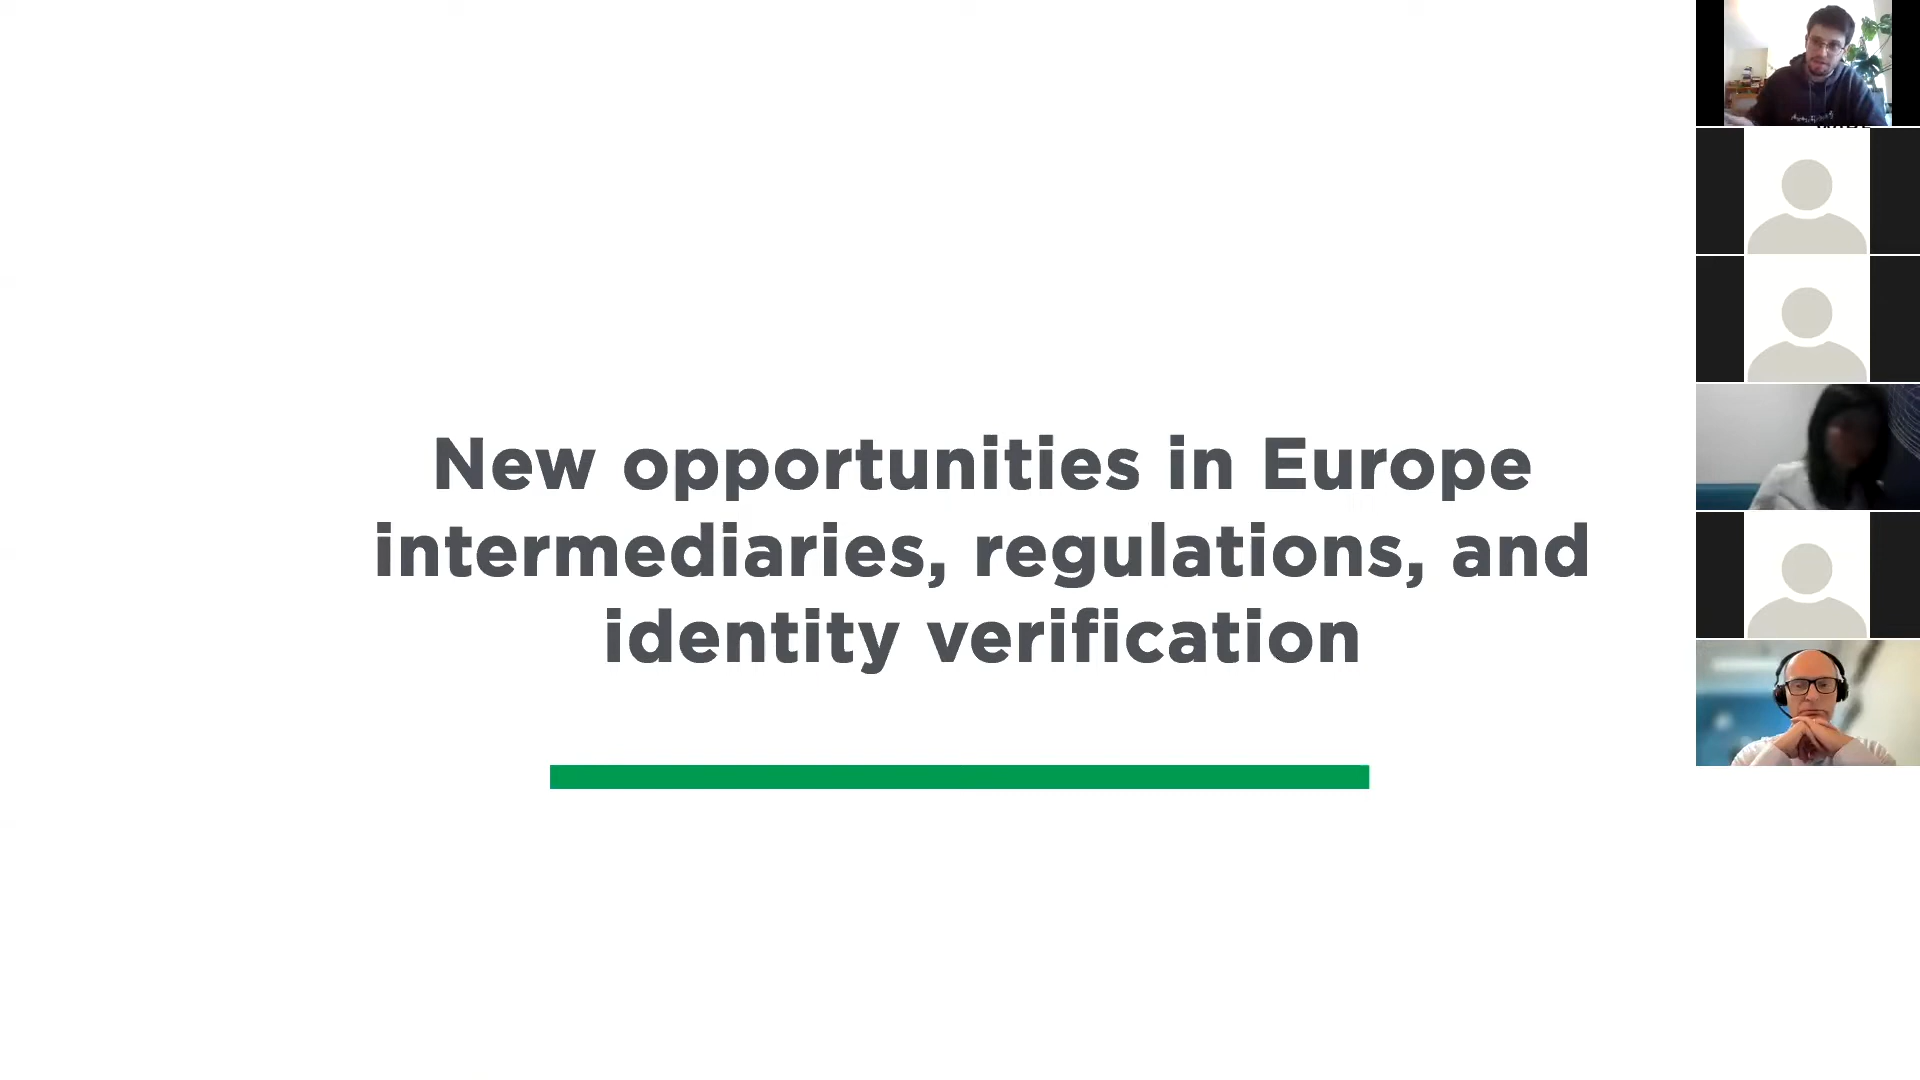 New opportunities in Europe
intermediaries, regulations, and
identity verification